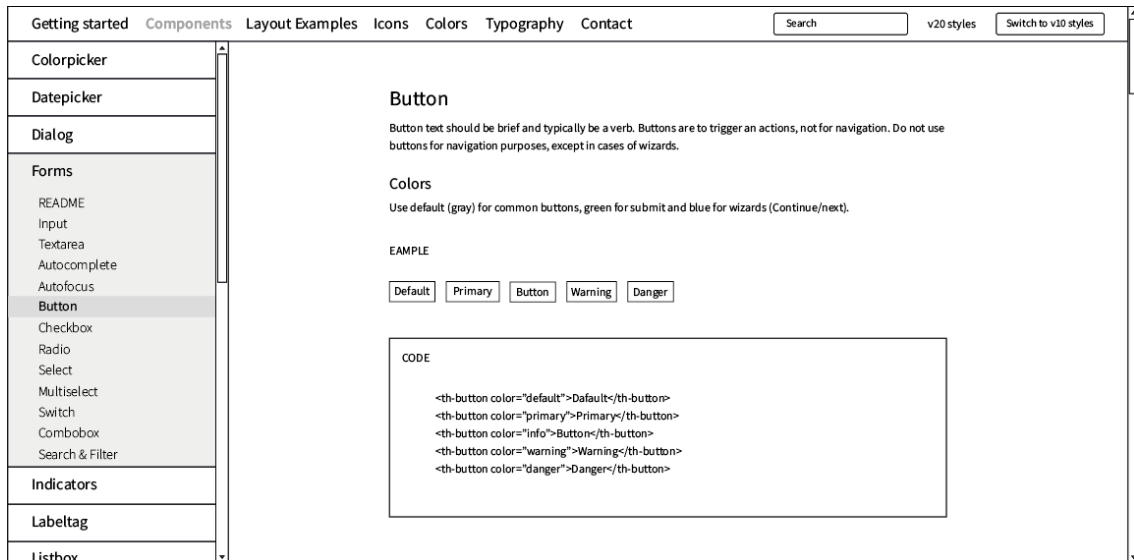 Getting started Components Layout Examples Icons Colors Typography Contact Search v20 styles Switch to v10 styles
Colorpicker
Datepicker
Dialog
Forms
README
Input
Textarea
Autocomplete
Autofocus
Button
Checkbox
Radio
Select
Multiselect
Switch
Combobox
Search & Filter
Indicators
Labeltag
Listbox
Button
Button text should be brief and typically be a verb. Buttons are to trigger an actions, not for navigation. Do not use
buttons for navigation purposes, except in cases of wizards.
Colors
Use default (gray) for common buttons, green for submit and blue for wizards (Continue/next).
EAMPLE
Default Primary Button Warning Danger
CODE
<th-button color="default">Dafault</th-button>
<th-button color="primary">Primary</th-button>
<th-button color="info">Button</th-button>
<th-button color="warning">Warning</th-button>
<th-button color="danger">Danger</th-button>